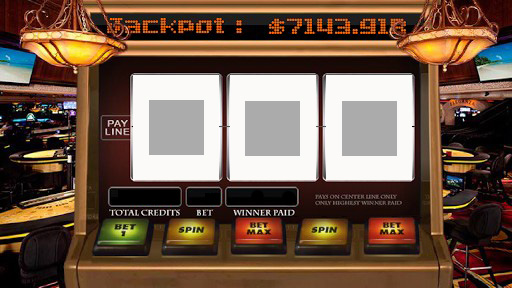 Jackpot: $7143.910
PAY
LINE
TOTAL CREDITS BET WINNER PAID
PAYS ON CENTER LINE ONLY
ONLY HIGHEST WINNER PAID
BET
1
SPIN
BET
MAX
SPIN
BET
MAX